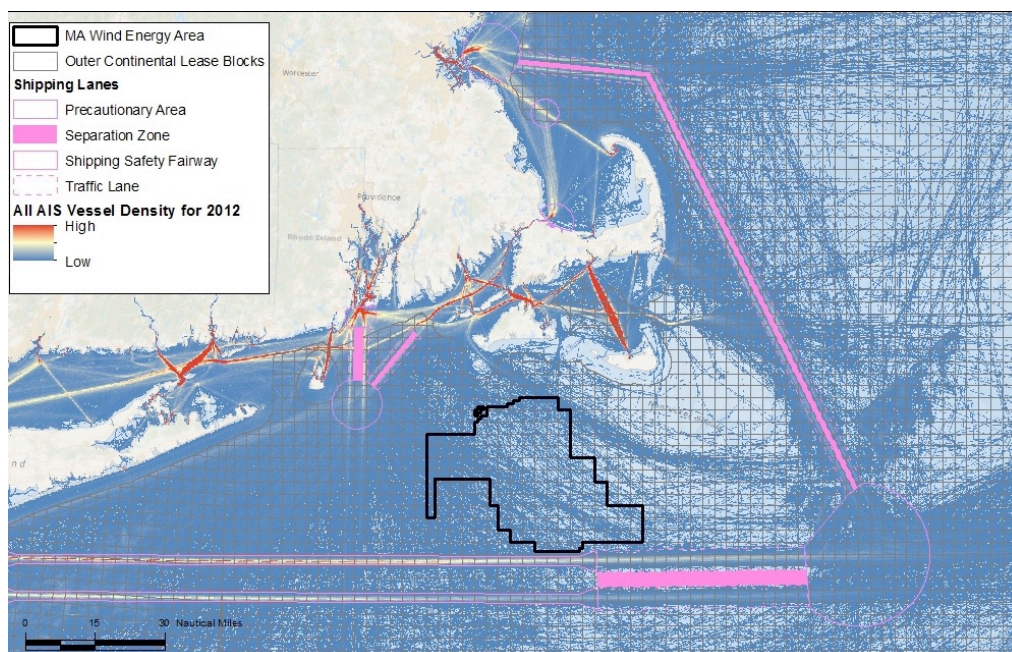 MA Wind Energy Area
Outer Continental Lease Blocks
Shipping Lanes
Precautionary Area
Separation Zone
Shipping Safety Fairway
Traffic Lane
All AIS Vessel Density for 2012
High
Low
Worcester
Providence
Rhode Island
n d
0 15 30 Nautical Miles